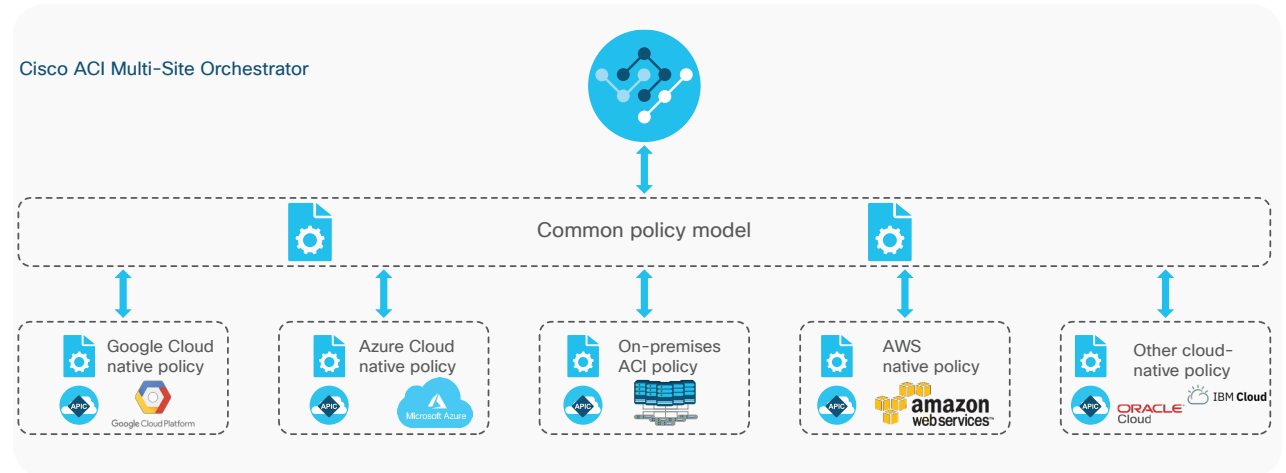 Cisco ACI Multi-Site Orchestrator
Common policy model
Google Cloud
native policy
APIC
Google Cloud Platform
Azure Cloud
native policy
APIC
Microsoft Azure
On-premises
ACI policy
APIC
AWS
native policy
APIC
amazon
webservices™
Other cloud-
native policy
APIC
ORACLE
Cloud
IBM Cloud